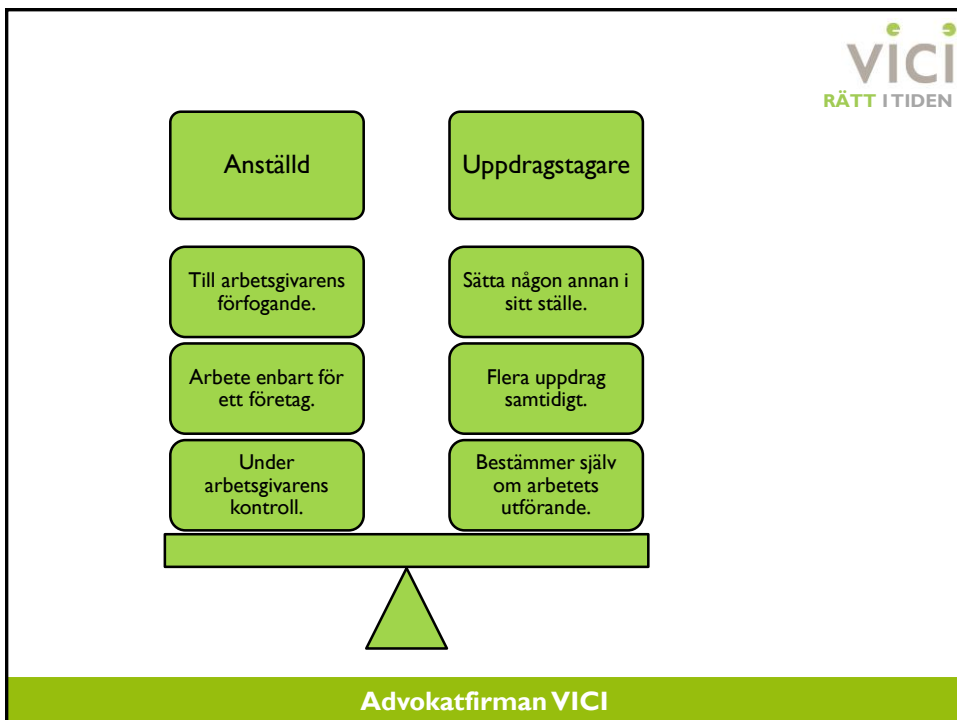 VICI
RÄTT I TIDEN
Anställd
Uppdragstagare
Till arbetsgivarens
förfogande.
Sätta någon annan i
sitt ställe.
Arbete enbart för
ett företag.
Flera uppdrag
samtidigt.
Under
arbetsgivarens
kontroll.
Bestämmer själv
om arbetets
utförande.
Advokatfirman VICI